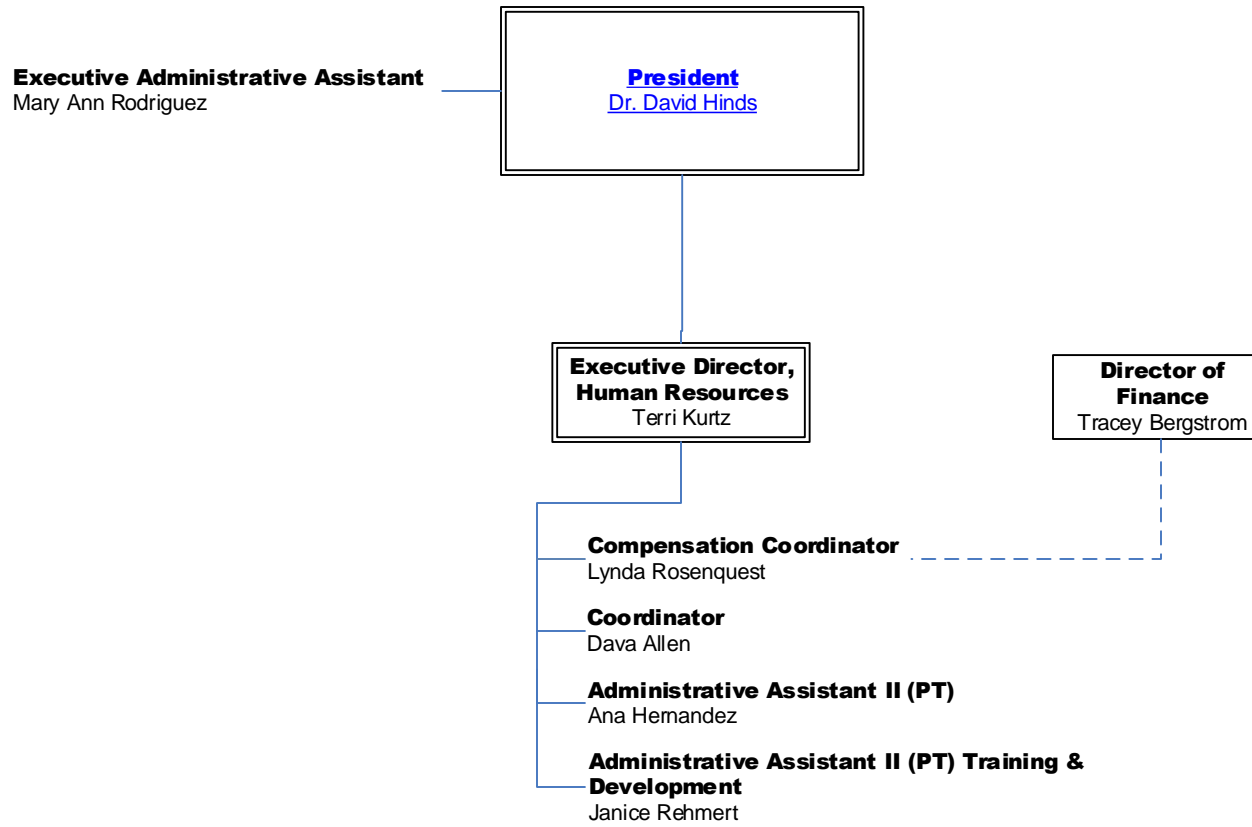 Executive Administrative Assistant
Mary Ann Rodriguez
President
Dr. David Hinds
Executive Director,
Human Resources
Terri Kurtz
Director of
Finance
Tracey Bergstrom
Compensation Coordinator
Lynda Rosenquest
Coordinator
Dava Allen
Administrative Assistant II (PT)
Ana Hernandez
Administrative Assistant II (PT) Training &
Development
Janice Rehmert